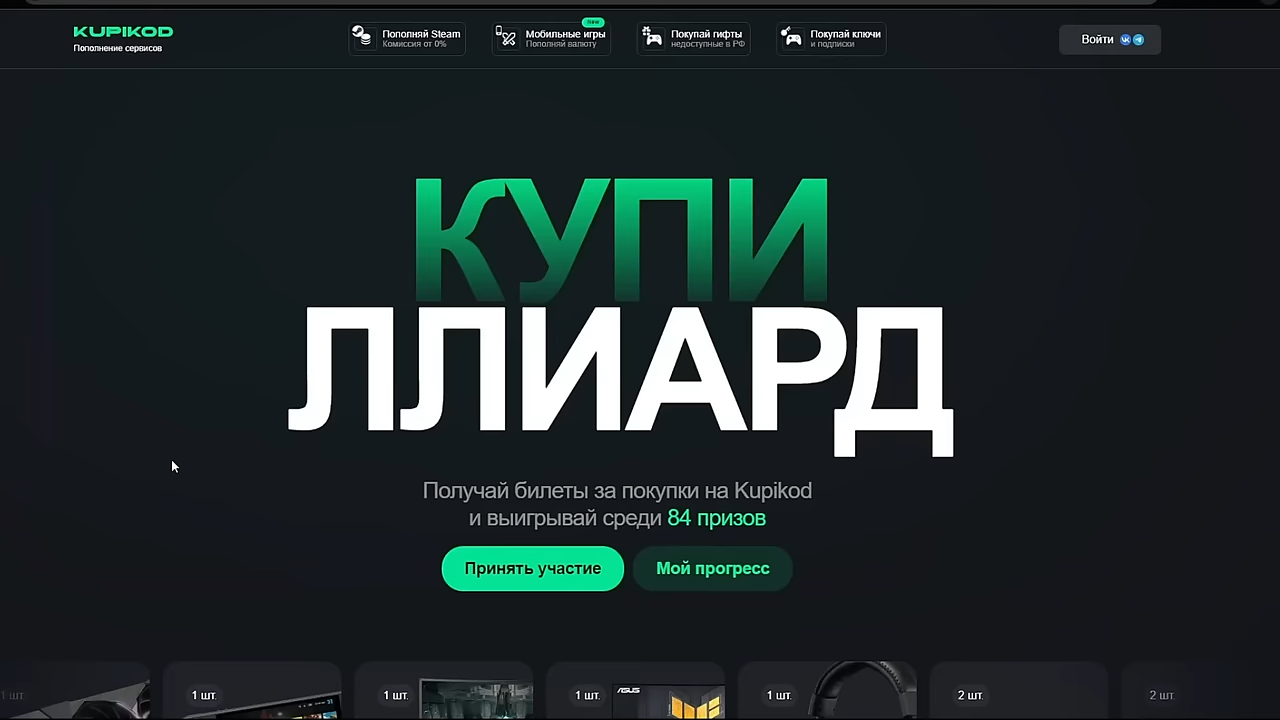 KUPIKOD
Пополнение сервисов
Пополняй Steam
Комиссия от 0%
New
Мобильные игры
Пополняй валюту
Покупай гифты
недоступные в РФ
Покупай ключи
и подписки
Войти
КУПИ
ЛЛИАРД
Получай билеты за покупки на Kupikod
и выигрывай среди 84 призов
Принять участие
Мой прогресс
1 шт.
1 шт.
1 шт.
1 шт.
1 шт.
2 шт.
2 шт.
ASUS